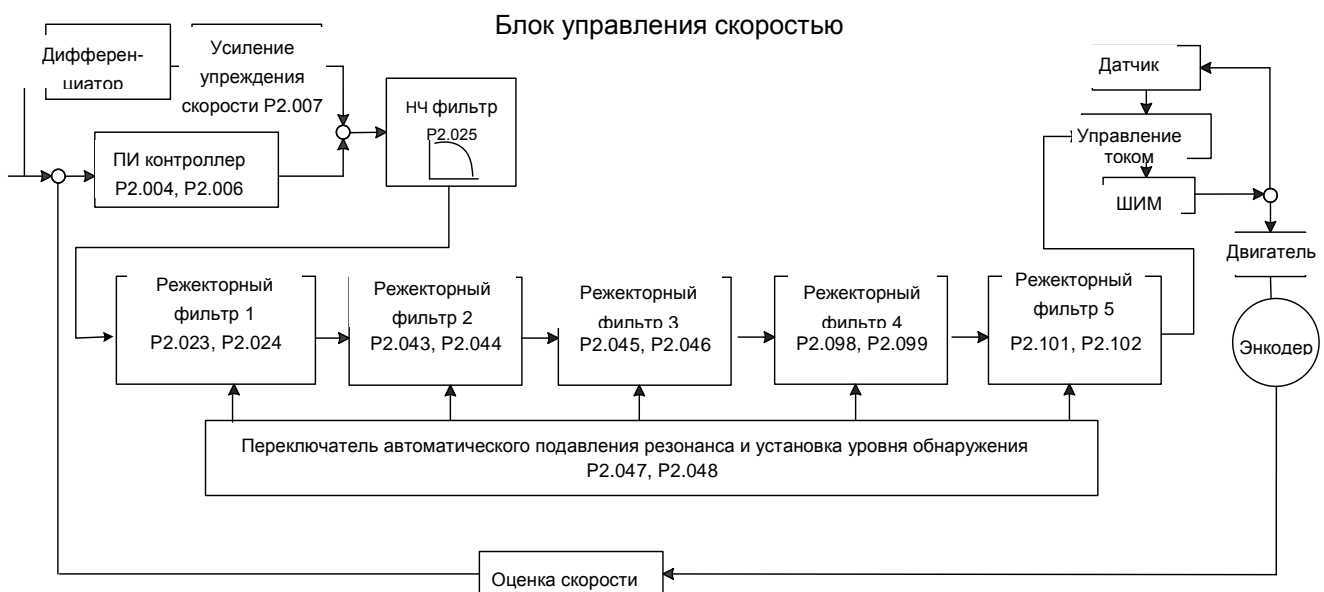 Блок управления скоростью
Дифферен-
циатор
Усиление
упреждения
скорости P2.007
НЧ фильтр
P2.025
ПИ контроллер
P2.004, P2.006
Датчик
Управление
током
ШИМ
Двигатель
Энкодер
Режекторный
фильтр 1
P2.023, P2.024
Режекторный
фильтр 2
P2.043, P2.044
Режекторный
фильтр 3
P2.045, P2.046
Режекторный
фильтр 4
P2.098, P2.099
Режекторный
фильтр 5
P2.101, P2.102
Переключатель автоматического подавления резонанса и установка уровня обнаружения
P2.047, P2.048
Оценка скорости